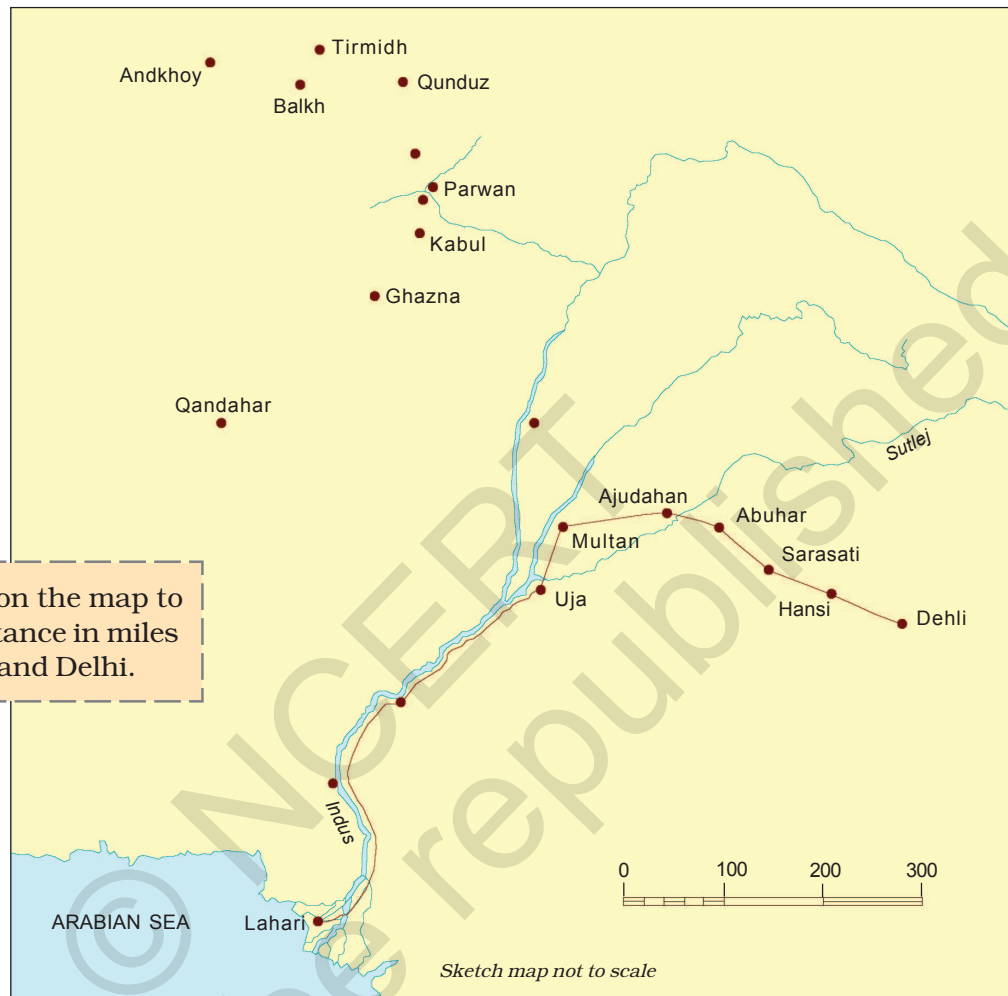 Tirmidh
Andkhoy
Balkh
Qunduz
Parwan
Kabul
Ghazna
Qandahar
Sutlej
Ajudahan
Abuhar
Multan
Sarasati
Uja
Hansi
Dehli
on the map to
tance in miles
and Delhi.
Indus
0 100 200 300
ARABIAN SEA
Lahari
Sketch map not to scale
© NCERT
be republished